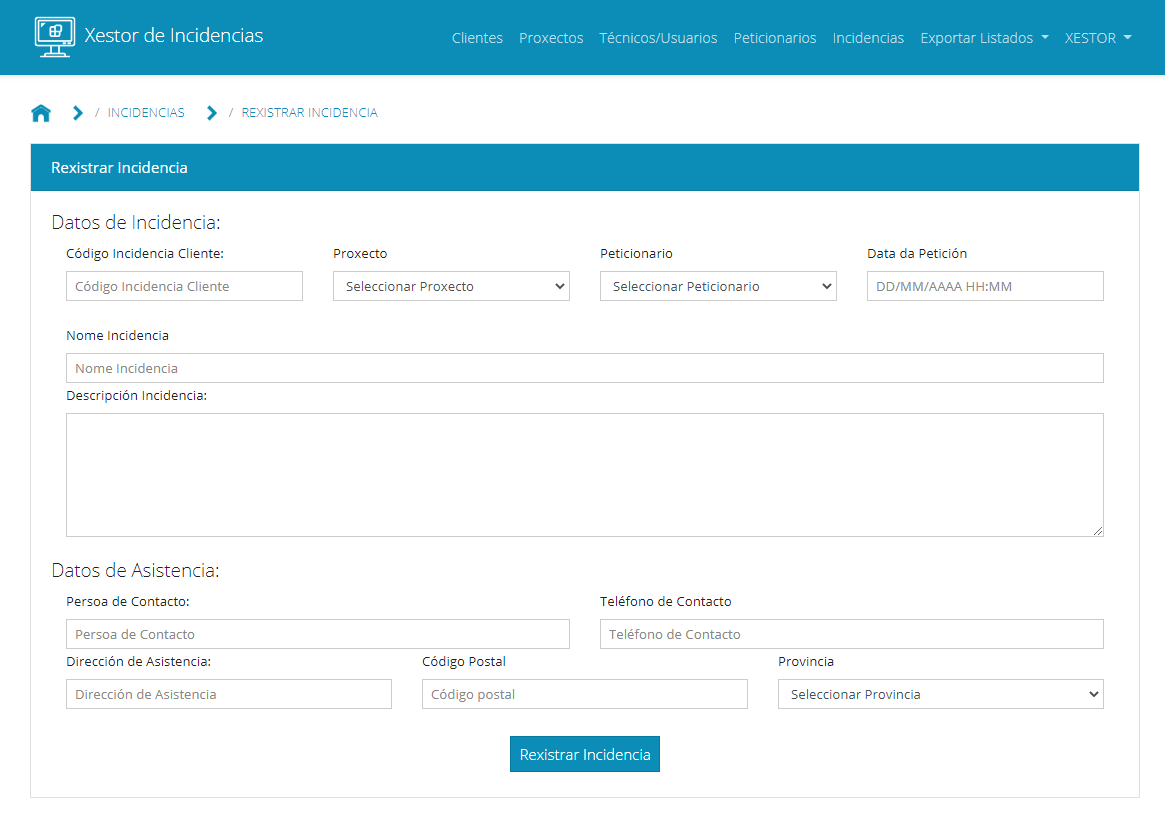 Xestor de Incidencias
Clientes Proxectos Técnicos/Usuarios Peticionarios Incidencias Exportar Listados XESTOR
/ INCIDENCIAS / REXISTRAR INCIDENCIA
Rexistrar Incidencia
Datos de Incidencia:
Código Incidencia Cliente: Proxecto Peticionario Data da Petición
Código Incidencia Cliente Seleccionar Proxecto Seleccionar Peticionario DD/MM/AAAA HH:MM
Nome Incidencia
Nome Incidencia
Descripción Incidencia:
Datos de Asistencia:
Persoa de Contacto: Teléfono de Contacto
Persoa de Contacto Teléfono de Contacto
Dirección de Asistencia: Código Postal Provincia
Dirección de Asistencia Código postal Seleccionar Provincia
Rexistrar Incidencia